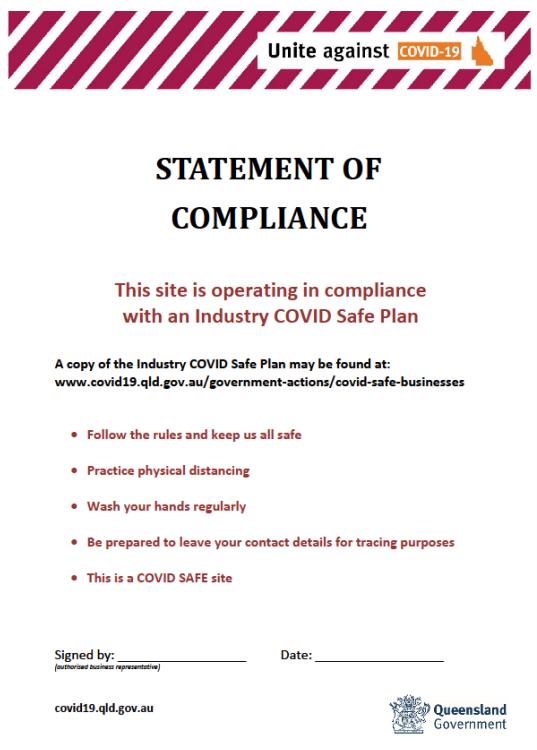 Unite against COVID-19
STATEMENT OF
COMPLIANCE
This site is operating in compliance
with an Industry COVID Safe Plan
A copy of the Industry COVID Safe Plan may be found at:
www.covid19.qld.gov.au/government-actions/covid-safe-businesses
• Follow the rules and keep us all safe
• Practice physical distancing
• Wash your hands regularly
• Be prepared to leave your contact details for tracing purposes
• This is a COVID SAFE site
Signed by: ____________________ Date: ____________________
(authorised business representative)
covid19.qld.gov.au
Queensland
Government